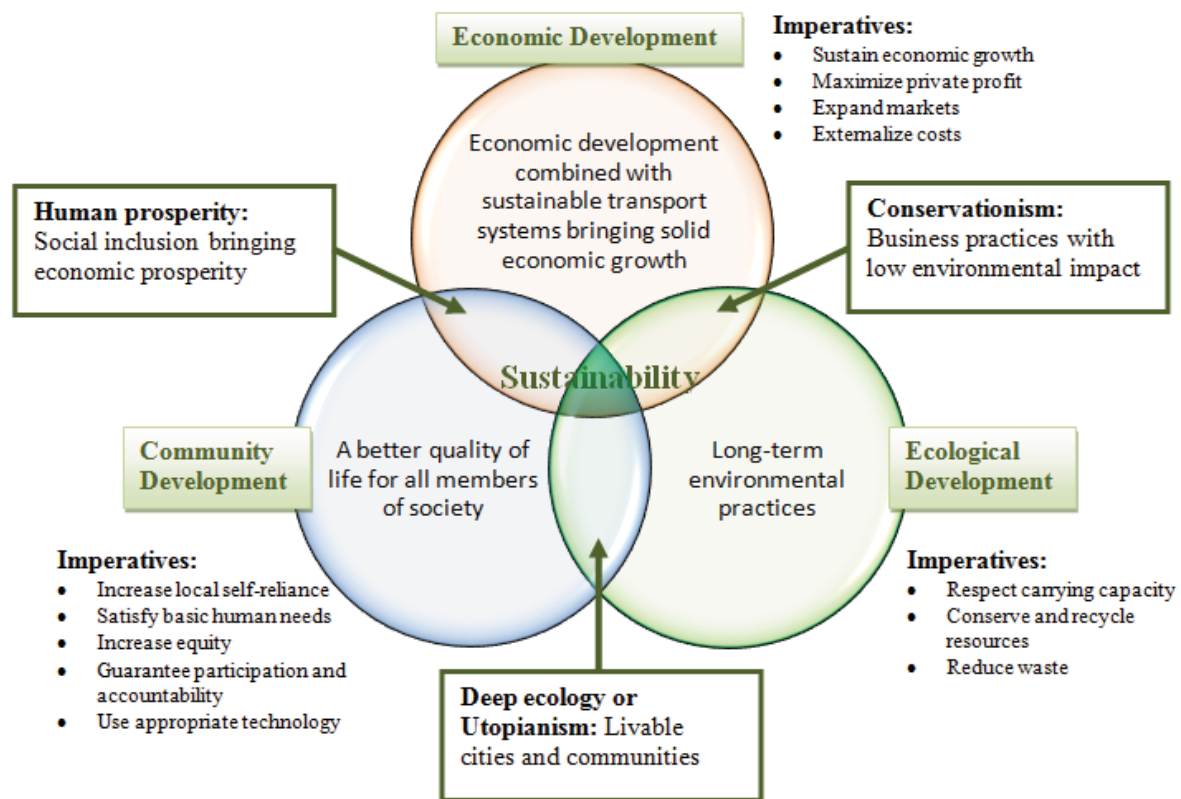 Economic Development
Imperatives:
• Sustain economic growth
• Maximize private profit
• Expand markets
• Externalize costs
Economic development
combined with
sustainable transport
systems bringing solid
economic growth
Human prosperity:
Social inclusion bringing
economic prosperity
Conservationism:
Business practices with
low environmental impact
Sustainability
Community
Development
A better quality of
life for all members
of society
Long-term
environmental
practices
Ecological
Development
Imperatives:
• Increase local self-reliance
• Satisfy basic human needs
• Increase equity
• Guarantee participation and
accountability
• Use appropriate technology
Imperatives:
• Respect carrying capacity
• Conserve and recycle
resources
• Reduce waste
Deep ecology or
Utopianism: Livable
cities and communities